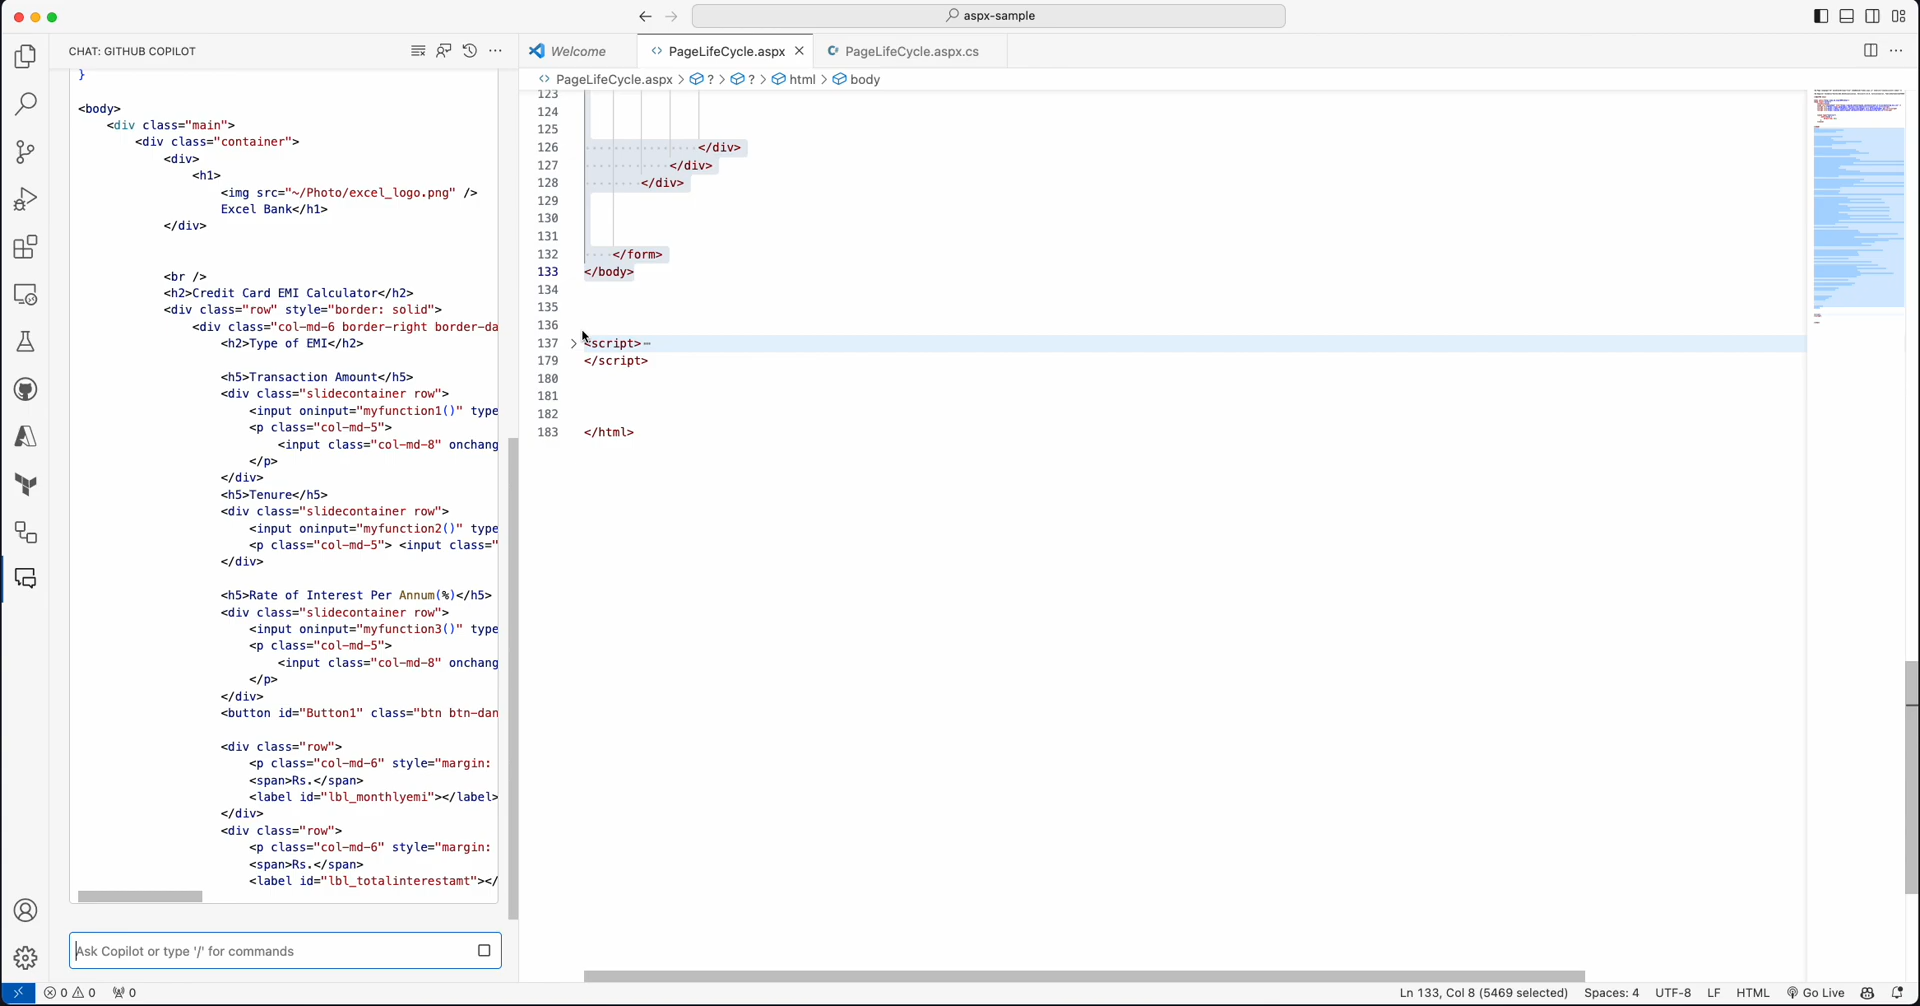 aspx-sample
CHAT: GITHUB COPILOT
Welcome
PageLifeCycle.aspx
PageLifeCycle.aspx.cs
PageLifeCycle.aspx > ? > ? > html > body
}
<body>
<div class="main">
<div class="container">
<div>
<h1>
<img src="~/Photo/excel_logo.png" />
Excel Bank</h1>
</div>
<br />
<h2>Credit Card EMI Calculator</h2>
<div class="row" style="border: solid">
<div class="col-md-6 border-right border-da
<h2>Type of EMI</h2>
<h5>Transaction Amount</h5>
<div class="slidecontainer row">
<input oninput="myfunction1()" type
<p class="col-md-5">
<input class="col-md-8" onchang
</p>
</div>
<h5>Tenure</h5>
<div class="slidecontainer row">
<input oninput="myfunction2()" type
<p class="col-md-5"> <input class="
</div>
<h5>Rate of Interest Per Annum(%)</h5>
<div class="slidecontainer row">
<input oninput="myfunction3()" type
<p class="col-md-5">
<input class="col-md-8" onchang
</p>
</div>
<button id="Button1" class="btn btn-dan
<div class="row">
<p class="col-md-6" style="margin:
<span>Rs.</span>
<label id="lbl_monthlyemi"></label>
</div>
<div class="row">
<p class="col-md-6" style="margin:
<span>Rs.</span>
<label id="lbl_totalinterestamt"></
Ask Copilot or type '/' for commands
123
124
125
126 </div>
127 </div>
128 </div>
129
130
131
132 </form>
133 </body>
134
135
136
137 <script>
179 </script>
180
181
182
183 </html>
0 0 0
Ln 133, Col 8 (5469 selected) Spaces: 4 UTF-8 LF HTML Go Live